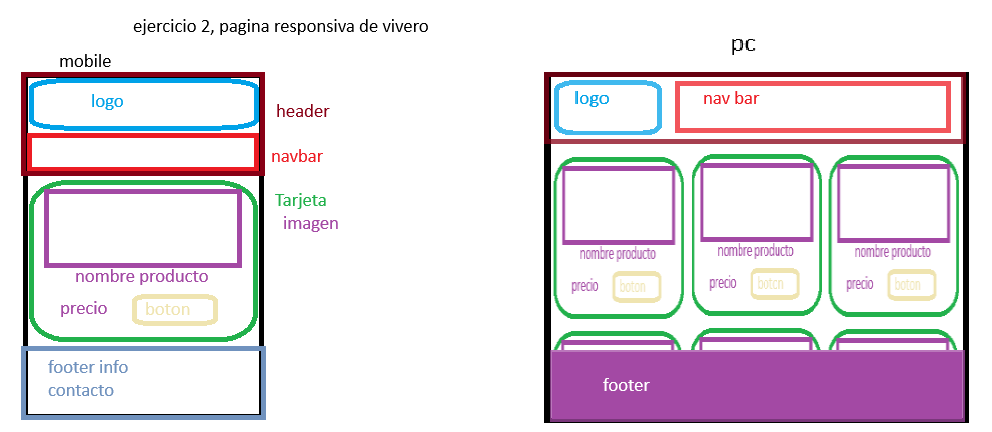 ejercicio 2, pagina responsiva de vivero
mobile
logo
header
navbar
Tarjeta
imagen
nombre producto
precio
boton
footer info
contacto
pc
logo
nav bar
nombre producto
nombre producto
nombre producto
precio
boton
precio
boton
precio
boton
footer